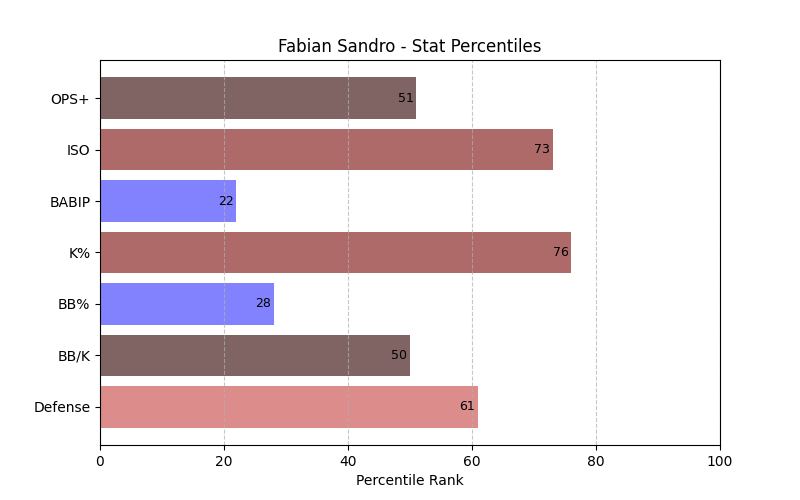 Fabian Sandro - Stat Percentiles
OPS+ 51
ISO 73
BABIP 22
K% 76
BB% 28
BB/K 50
Defense 61
0 20 40 60 80 100
Percentile Rank